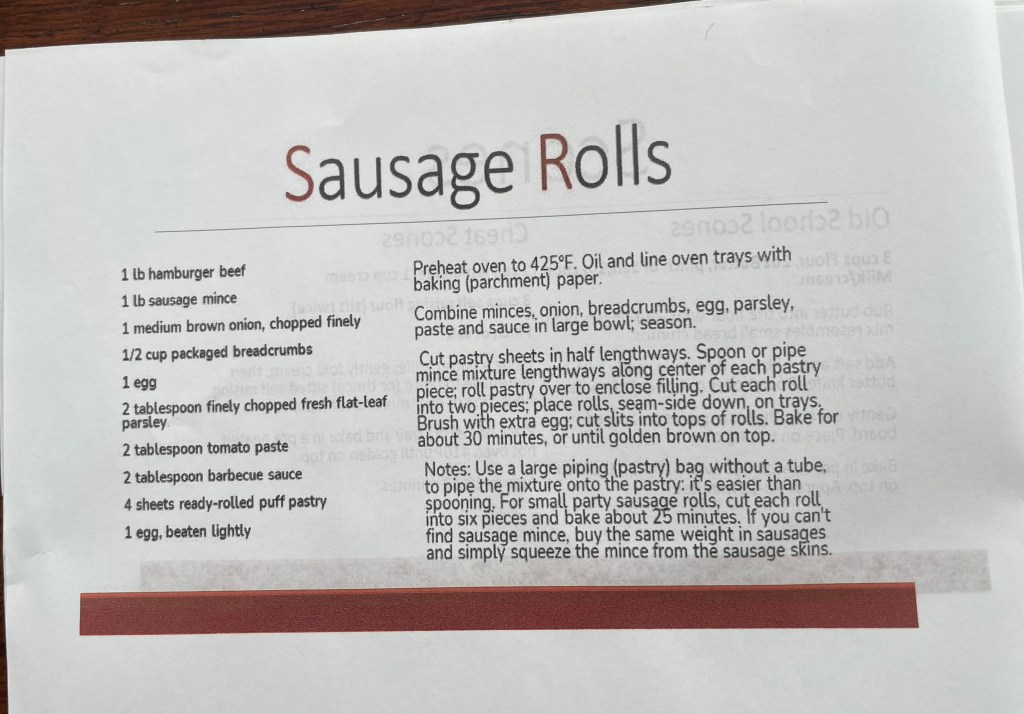 Sausage Rolls
1 lb hamburger beef
1 lb sausage mince
1 medium brown onion, chopped finely
1/2 cup packaged breadcrumbs
1 egg
2 tablespoon finely chopped fresh flat-leaf
parsley.
2 tablespoon tomato paste
2 tablespoon barbecue sauce
4 sheets ready-rolled puff pastry
1 egg, beaten lightly
Preheat oven to 425°F. Oil and line oven trays with
baking (parchment) paper.
Combine minces, onion, breadcrumbs, egg, parsley,
paste and sauce in large bowl; season.
Cut pastry sheets in half lengthways. Spoon or pipe
mince mixture lengthways along center of each pastry
piece; roll pastry over to enclose filling. Cut each roll
into two pieces; place rolls, seam-side down, on trays.
Brush with extra egg; cut slits into tops of rolls. Bake for
about 30 minutes, or until golden brown on top.
Notes: Use a large piping (pastry) bag without a tube,
to pipe the mixture onto the pastry: it's easier than
spooning. For small party sausage rolls, cut each roll
into six pieces and bake about 25 minutes. If you can't
find sausage mince, buy the same weight in sausages
and simply squeeze the mince from the sausage skins.
Scones
Old School Scones
Cheat Scones